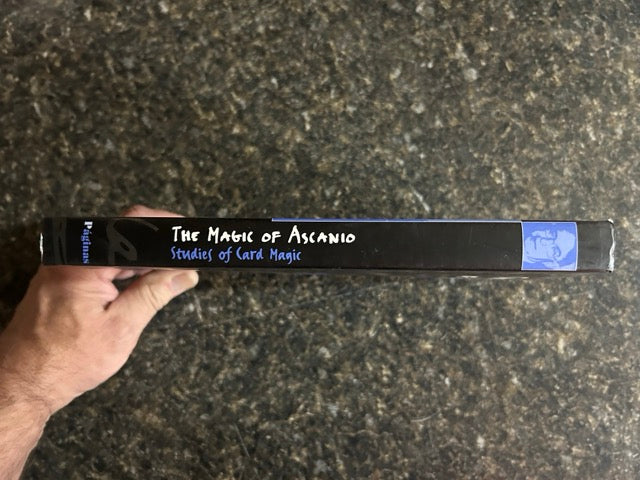 THE MAGIC OF ASCANIO
Studies of Card Magic
Páginas